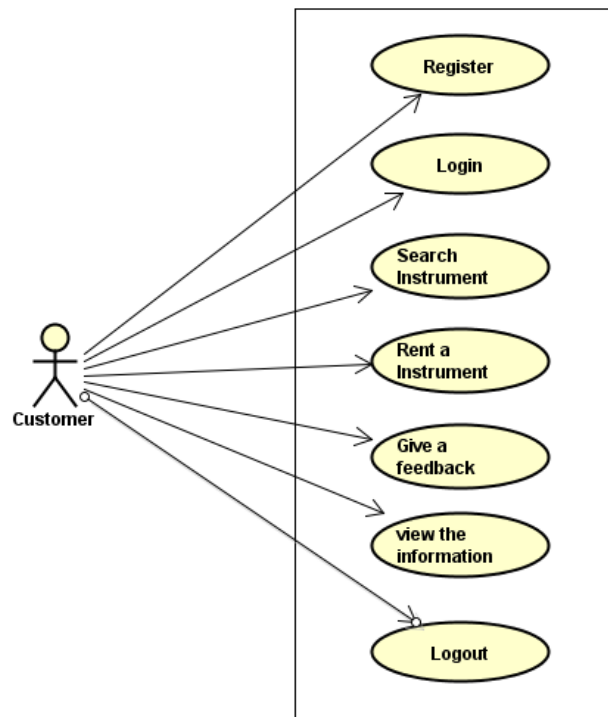 Register
Login
Search
Instrument
Rent a
Instrument
Customer
Give a
feedback
view the
information
Logout